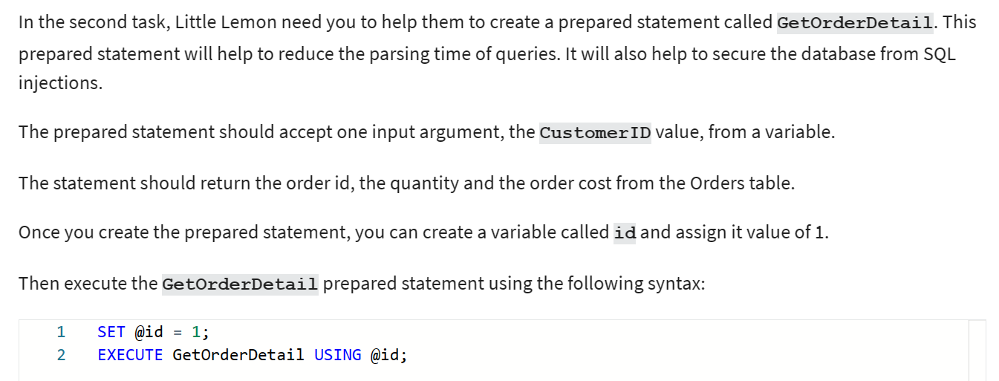 In the second task, Little Lemon need you to help them to create a prepared statement called GetOrderDetail. This
prepared statement will help to reduce the parsing time of queries. It will also help to secure the database from SQL
injections.
The prepared statement should accept one input argument, the CustomerID value, from a variable.
The statement should return the order id, the quantity and the order cost from the Orders table.
Once you create the prepared statement, you can create a variable called id and assign it value of 1.
Then execute the GetOrderDetail prepared statement using the following syntax:
1 SET @id = 1;
2 EXECUTE GetOrderDetail USING @id;